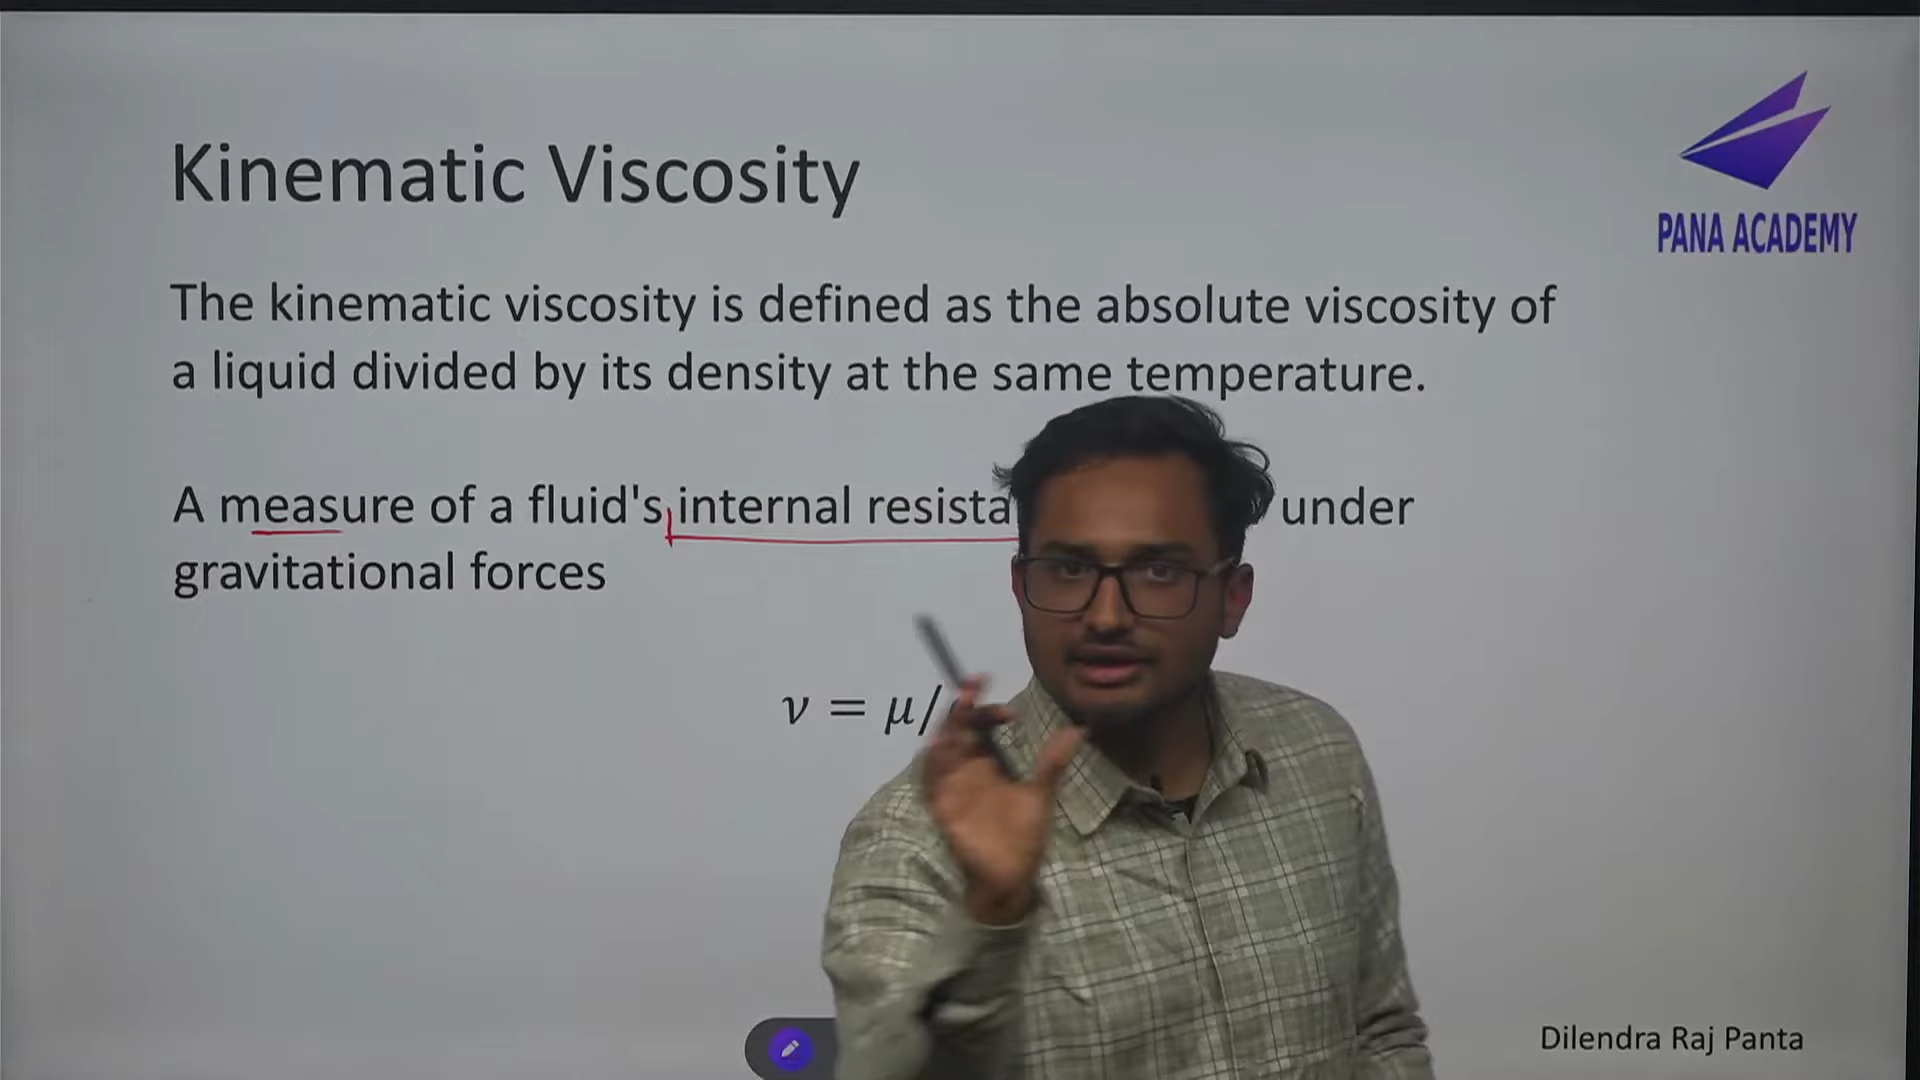 Kinematic Viscosity
PANA ACADEMY
The kinematic viscosity is defined as the absolute viscosity of
a liquid divided by its density at the same temperature.
A measure of a fluid's internal under
gravitational forces
ν = μ/
Dilendra Raj Panta